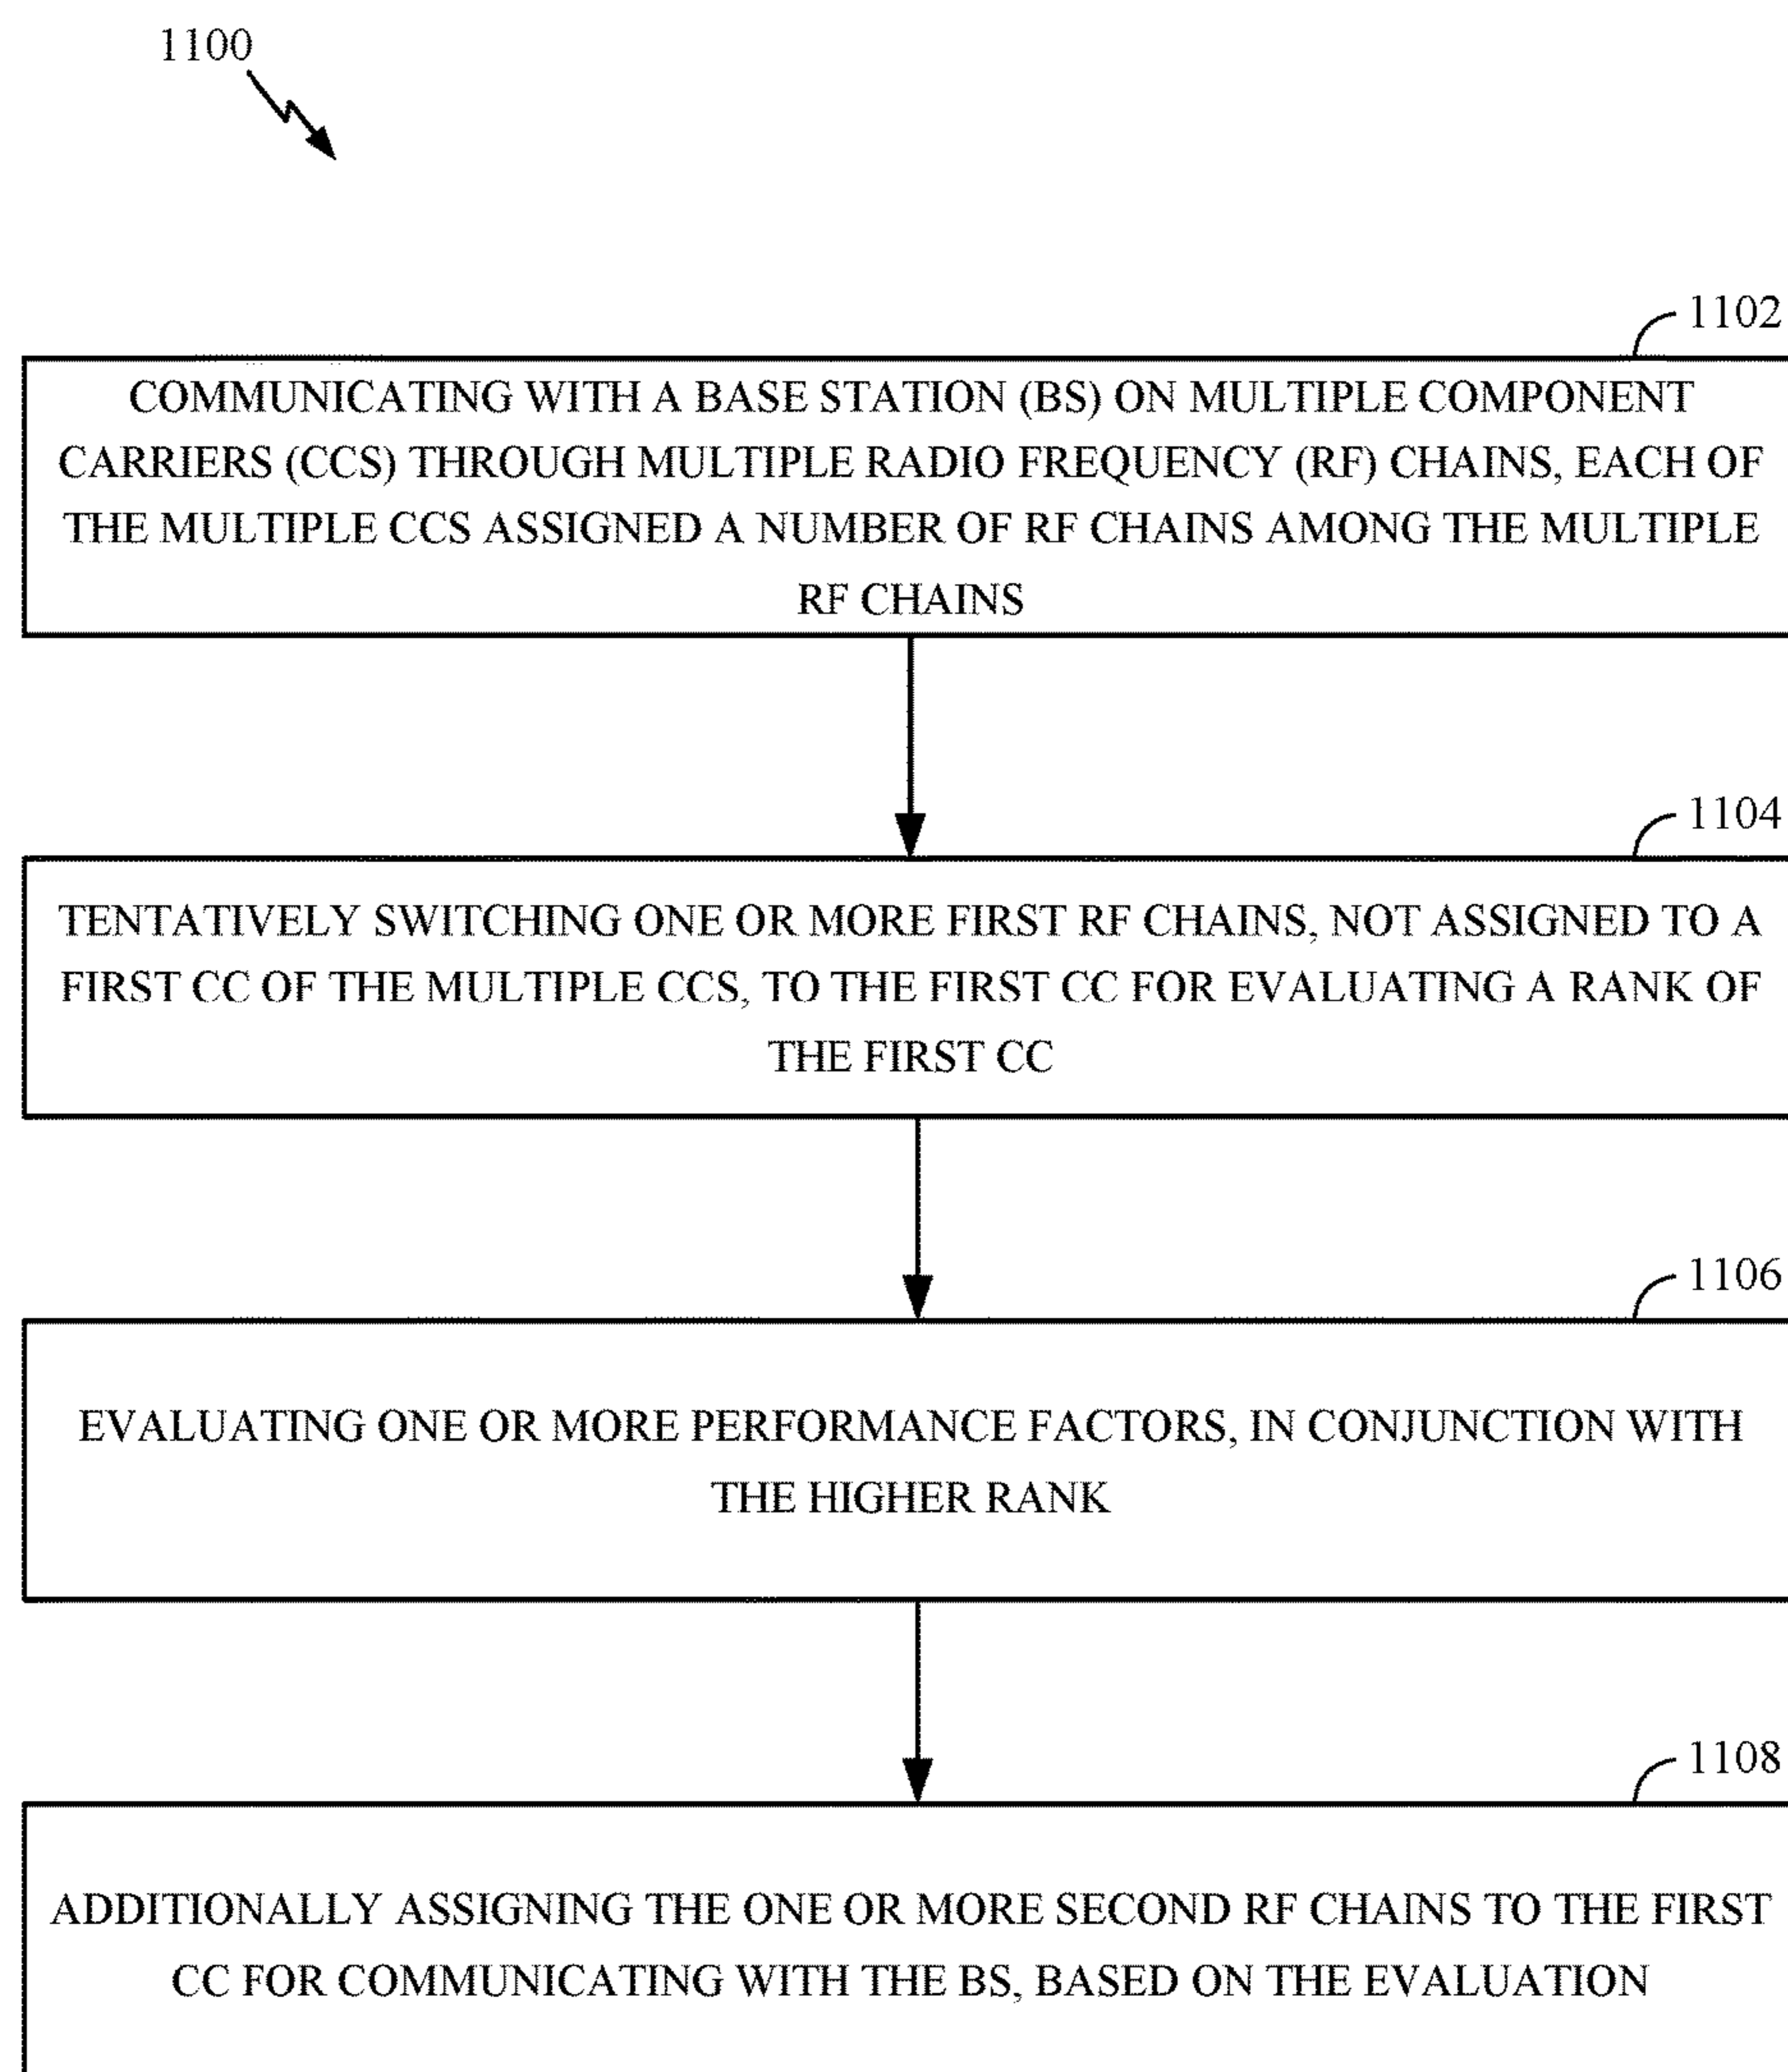 1100
1102
COMMUNICATING WITH A BASE STATION (BS) ON MULTIPLE COMPONENT
CARRIERS (CCS) THROUGH MULTIPLE RADIO FREQUENCY (RF) CHAINS, EACH OF
THE MULTIPLE CCS ASSIGNED A NUMBER OF RF CHAINS AMONG THE MULTIPLE
RF CHAINS
1104
TENTATIVELY SWITCHING ONE OR MORE FIRST RF CHAINS, NOT ASSIGNED TO A
FIRST CC OF THE MULTIPLE CCS, TO THE FIRST CC FOR EVALUATING A RANK OF
THE FIRST CC
1106
EVALUATING ONE OR MORE PERFORMANCE FACTORS, IN CONJUNCTION WITH
THE HIGHER RANK
1108
ADDITIONALLY ASSIGNING THE ONE OR MORE SECOND RF CHAINS TO THE FIRST
CC FOR COMMUNICATING WITH THE BS, BASED ON THE EVALUATION